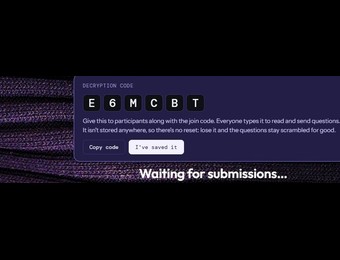 DECRYPTION CODE
E 6 M C B T
Give this to participants along with the join code. Everyone types it to read and send questions.
It isn't stored anywhere, so there's no reset; lose it and the questions stay scrambled for good.
Copy code I've saved it
Waiting for submissions...